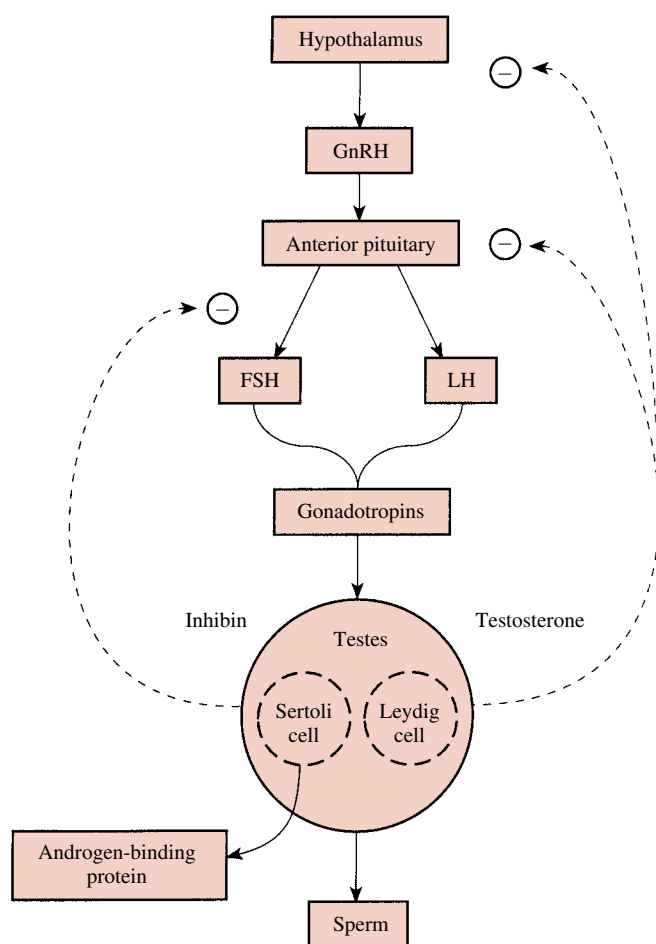 Hypothalamus
−
GnRH
Anterior pituitary
−
−
FSH
LH
Gonadotropins
Inhibin
Testosterone
Testes
Sertoli
cell
Leydig
cell
Androgen-binding
protein
Sperm